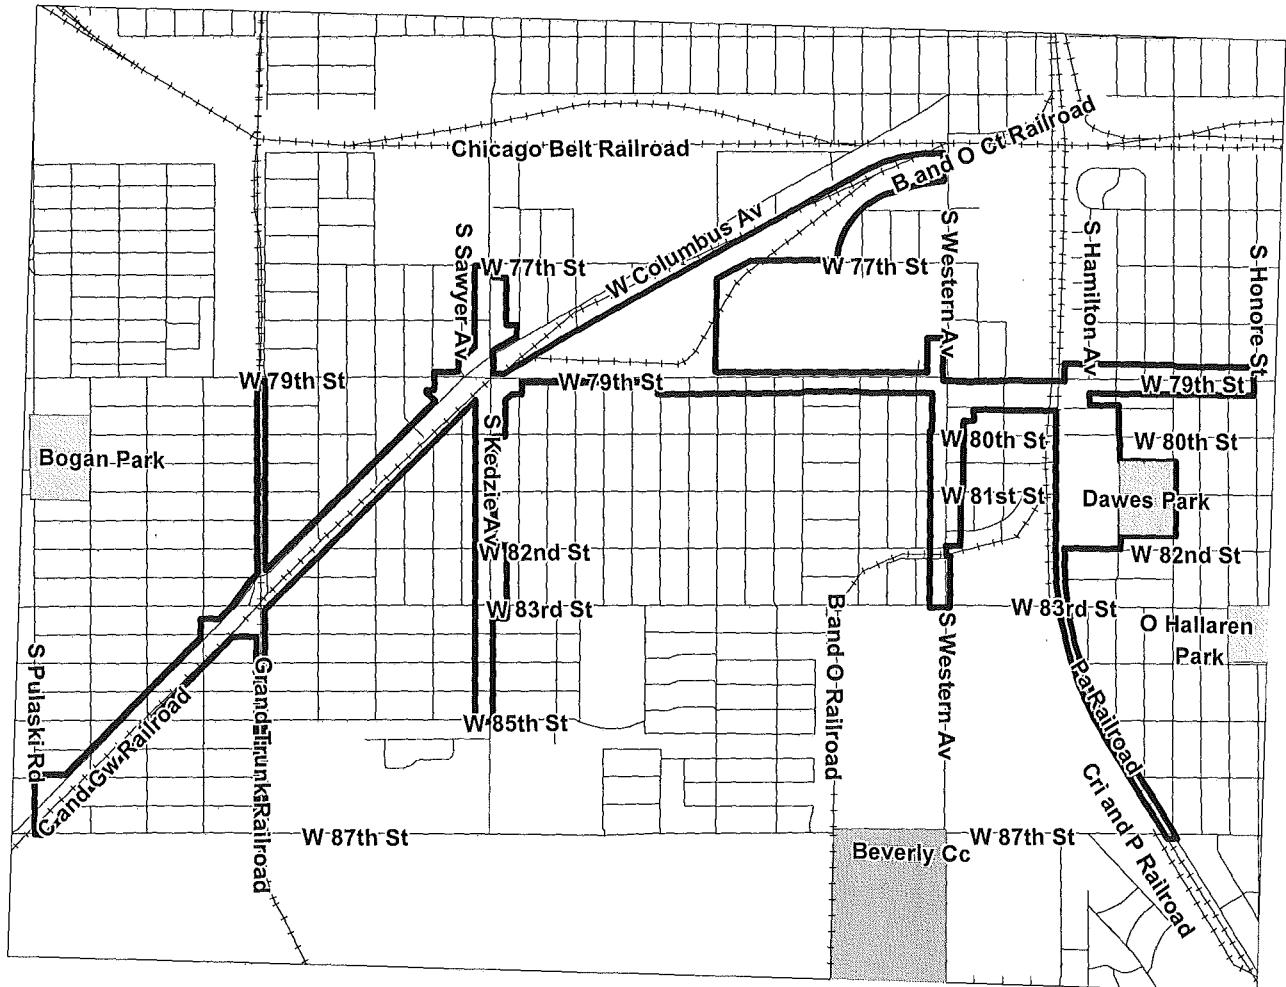 Chicago Belt Railroad
B and O Ct Railroad
W Columbus Av
S Sawyer Av
W 77th St
W 77th St
S Western Av
S Hamilton Av
S Honore St
W 79th St
W 79th St
W 79th St
Bogan Park
S Kedzie Av
W 80th St
W 80th St
W 81st St
Dawes Park
W 82nd St
W 82nd St
W 83rd St
W 83rd St
O Hallaren
Park
S Pulaski Rd
C and Gw Railroad
Grand Trunk Railroad
W 85th St
B and O Railroad
S Western Av
Pa Railroad
Cri and P Railroad
W 87th St
W 87th St
Beverly Cc